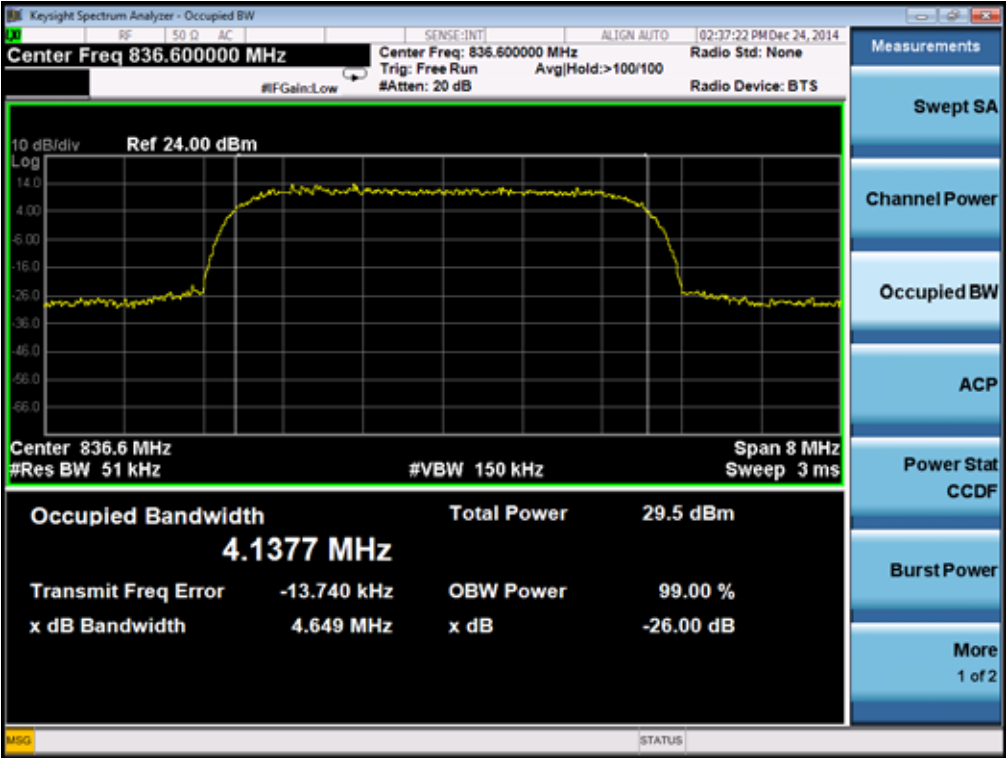 Keysight Spectrum Analyzer - Occupied BW
RF 50 Ω AC SENSE:INT ALIGN AUTO 02:37:22 PM Dec 24, 2014
Center Freq 836.600000 MHz
Center Freq: 836.600000 MHz Radio Std: None
Trig: Free Run Avg|Hold:>100/100
#IFGain:Low #Atten: 20 dB Radio Device: BTS
10 dB/div Ref 24.00 dBm
Log
14.0
4.00
-6.00
-16.0
-26.0
-36.0
-46.0
-56.0
-66.0
Center 836.6 MHz Span 8 MHz
#Res BW 51 kHz #VBW 150 kHz Sweep 3 ms
Occupied Bandwidth Total Power 29.5 dBm
4.1377 MHz
Transmit Freq Error -13.740 kHz OBW Power 99.00 %
x dB Bandwidth 4.649 MHz x dB -26.00 dB
Measurements
Swept SA
Channel Power
Occupied BW
ACP
Power Stat
CCDF
Burst Power
More
1 of 2
MSG STATUS